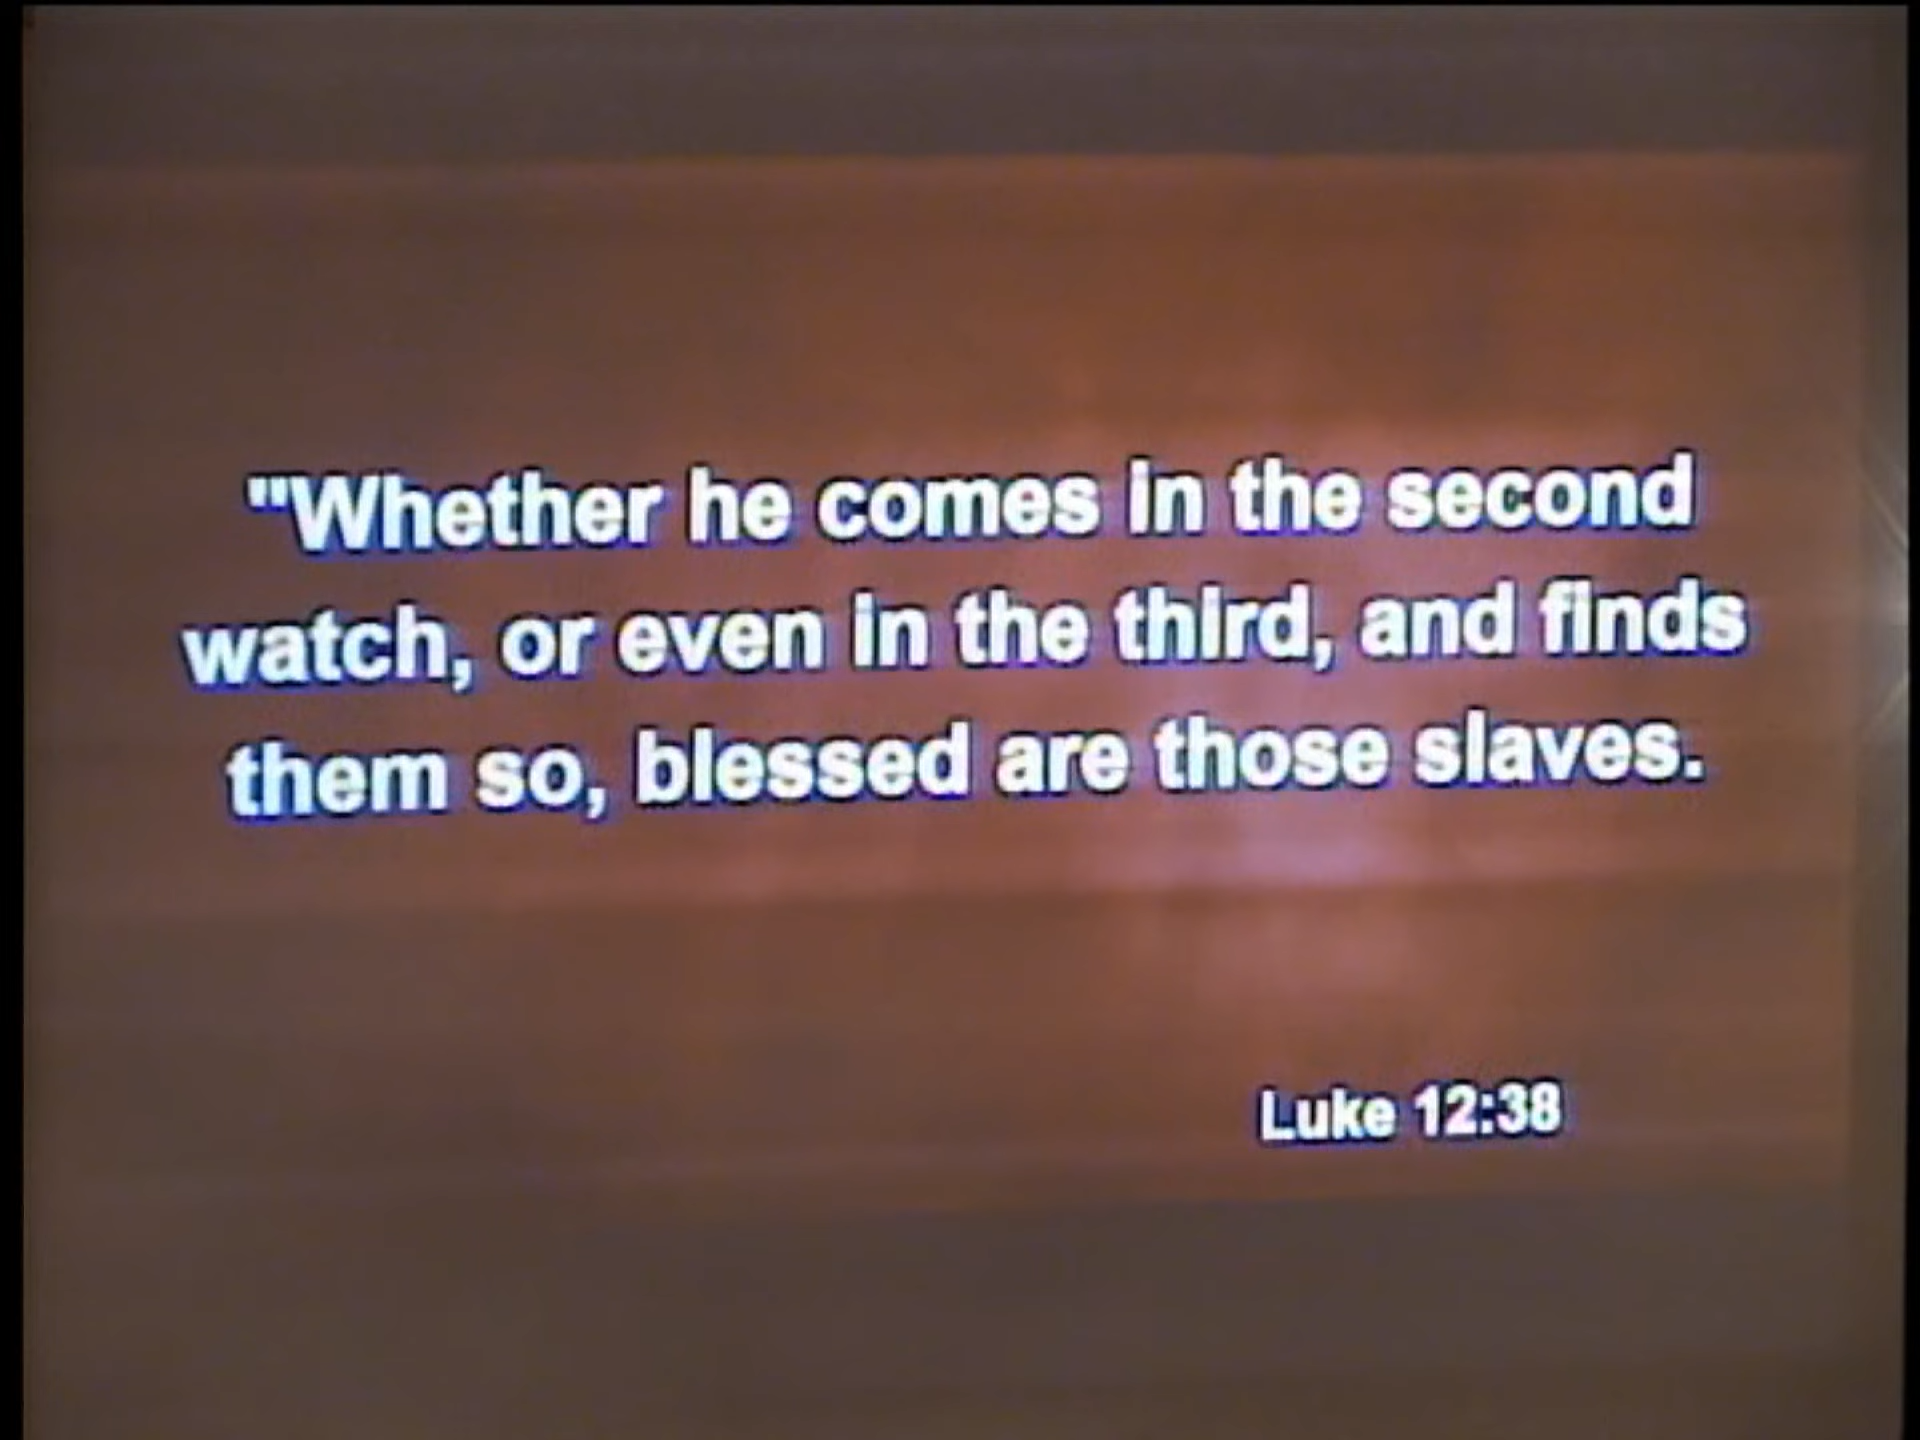 "Whether he comes in the second
watch, or even in the third, and finds
them so, blessed are those slaves.
Luke 12:38